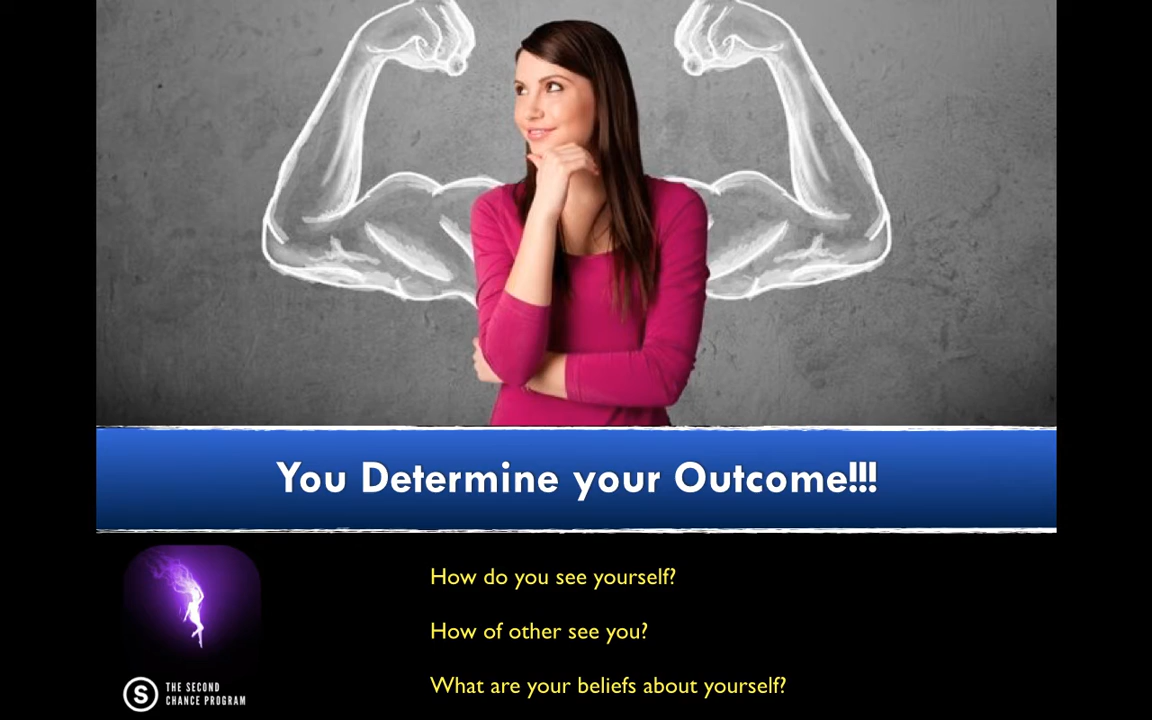 You Determine your Outcome!!!
How do you see yourself?
How of other see you?
What are your beliefs about yourself?
S
THE SECOND
CHANCE PROGRAM